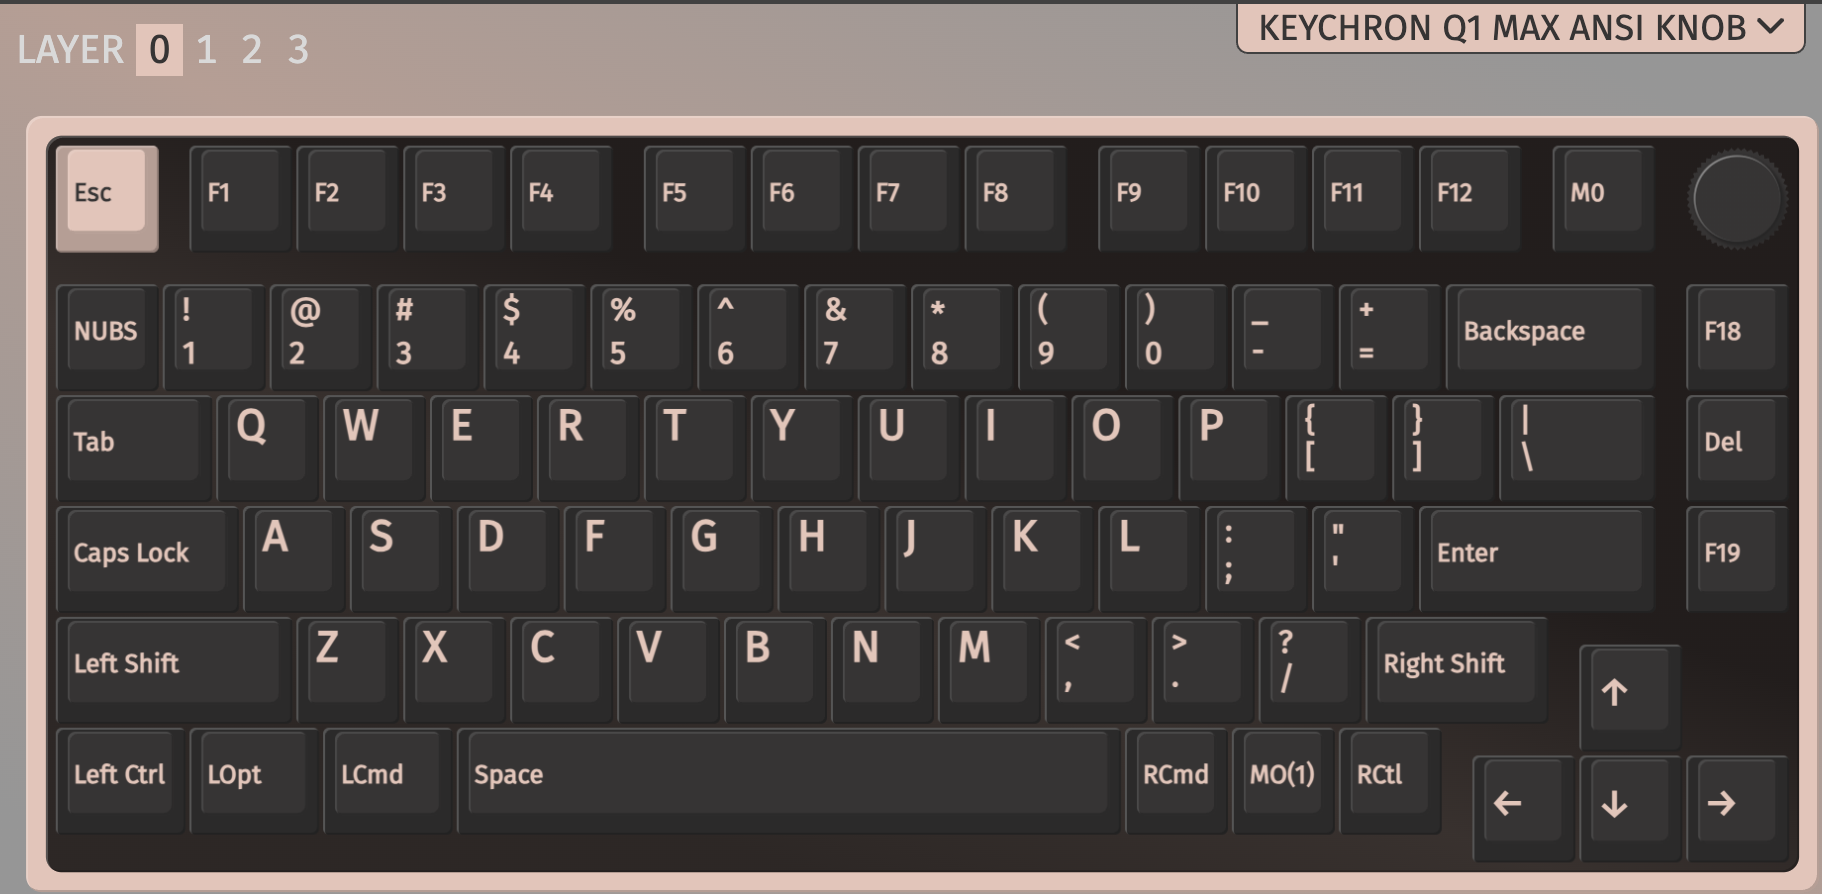 KEYCHRON Q1 MAX ANSI KNOB
LAYER 0 1 2 3
Esc F1 F2 F3 F4 F5 F6 F7 F8 F9 F10 F11 F12 M0
! @ # $ % ^ & * ( ) _ +
NUBS 1 2 3 4 5 6 7 8 9 0 - = Backspace F18
{ } |
Tab Q W E R T Y U I O P [ ] \ Del
: "
Caps Lock A S D F G H J K L ; ' Enter F19
< > ?
Left Shift Z X C V B N M , . / Right Shift ↑
Left Ctrl LOpt LCmd Space RCmd MO(1) RCtl ← ↓ →